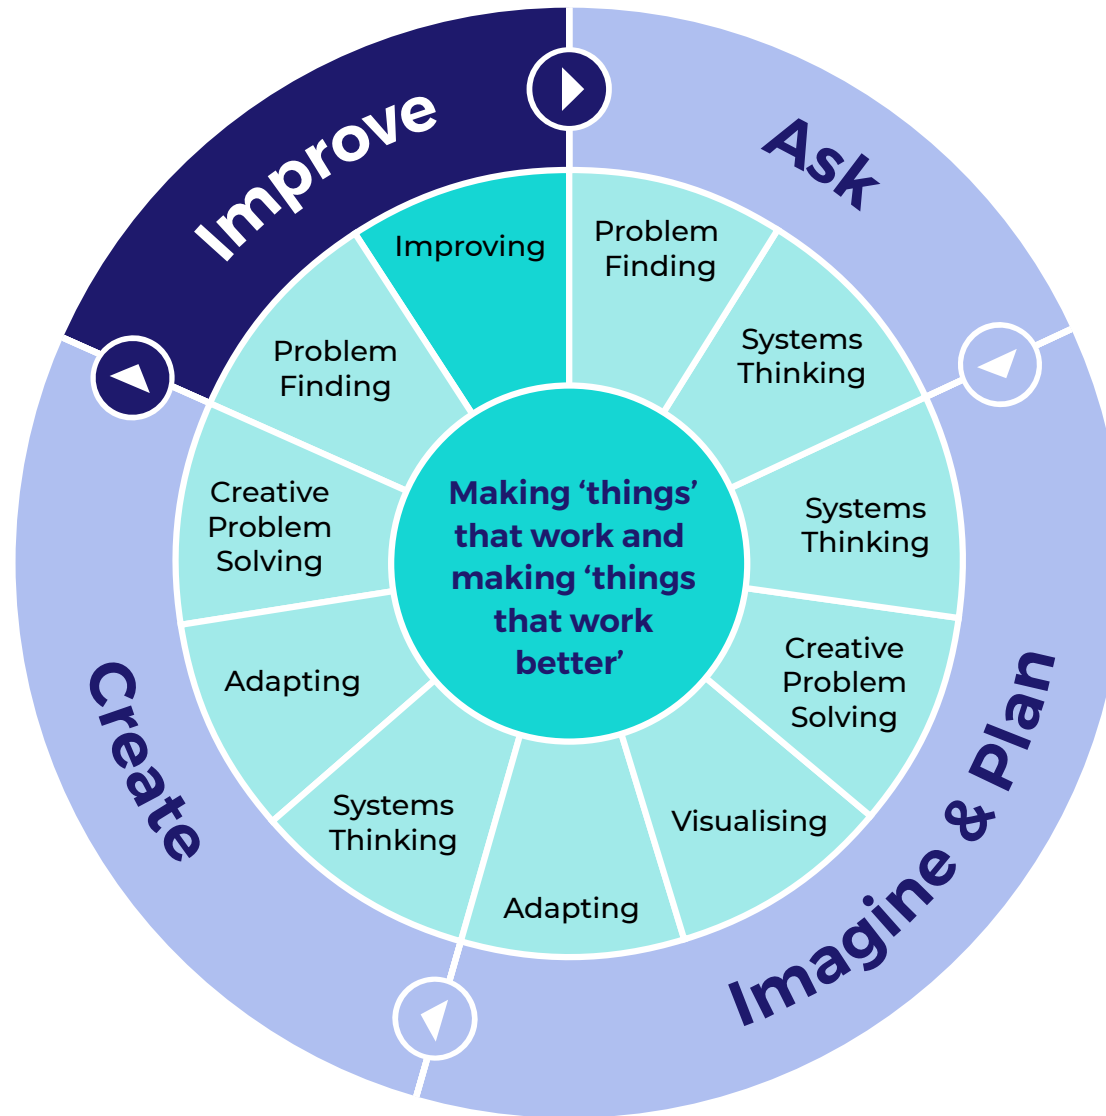 Improve
Ask
Imagine & Plan
Create
Improving
Problem
Finding
Systems
Thinking
Systems
Thinking
Creative
Problem
Solving
Visualising
Adapting
Systems
Thinking
Adapting
Creative
Problem
Solving
Problem
Finding
Making ‘things’
that work and
making ‘things
that work
better’